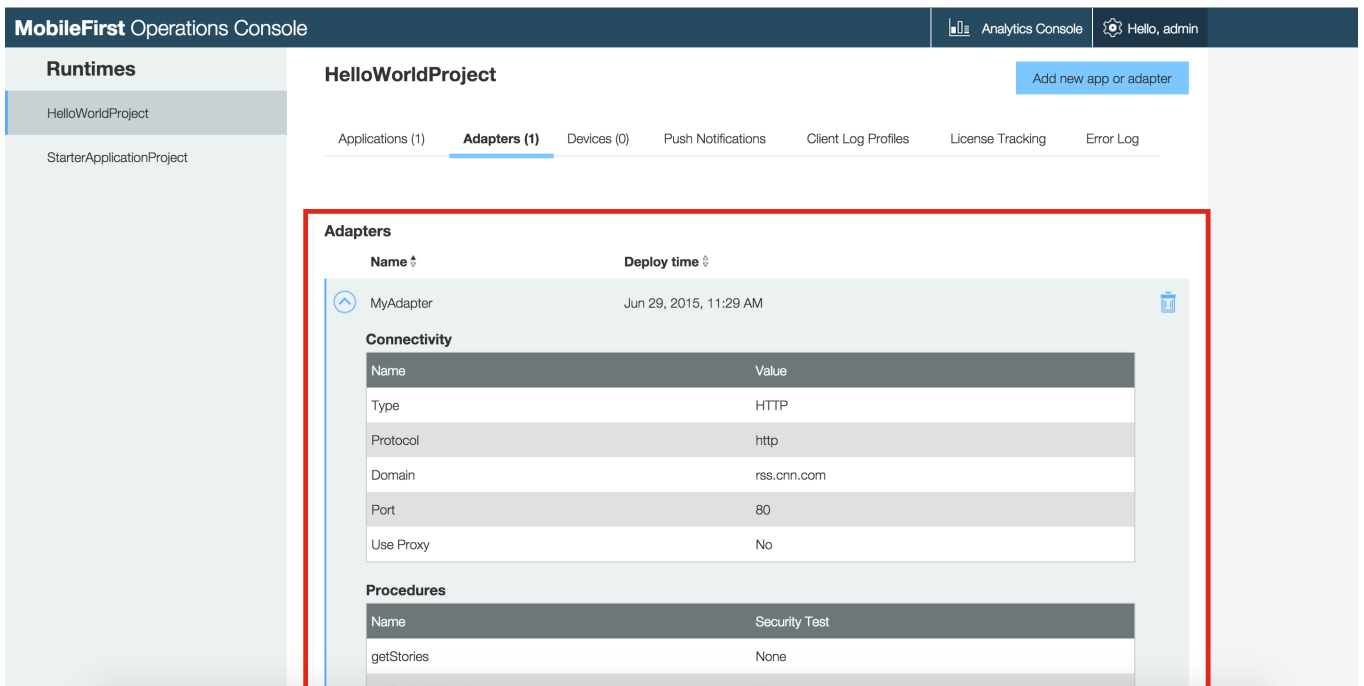 MobileFirst Operations Console
Analytics Console
Hello, admin
Runtimes
HelloWorldProject
StarterApplicationProject
HelloWorldProject
Add new app or adapter
Applications (1) Adapters (1) Devices (0) Push Notifications Client Log Profiles License Tracking Error Log
Adapters
Name Deploy time
MyAdapter Jun 29, 2015, 11:29 AM
Connectivity
Name Value
Type HTTP
Protocol http
Domain rss.cnn.com
Port 80
Use Proxy No
Procedures
Name Security Test
getStories None